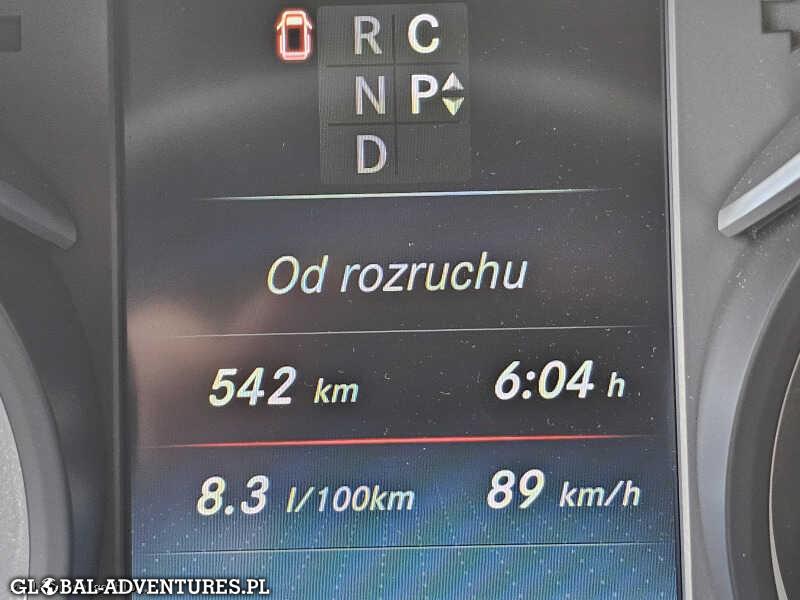 R C
N P
D
Od rozruchu
542 km 6:04 h
8.3 l/100km 89 km/h
GLOBAL-ADVENTURES.PL